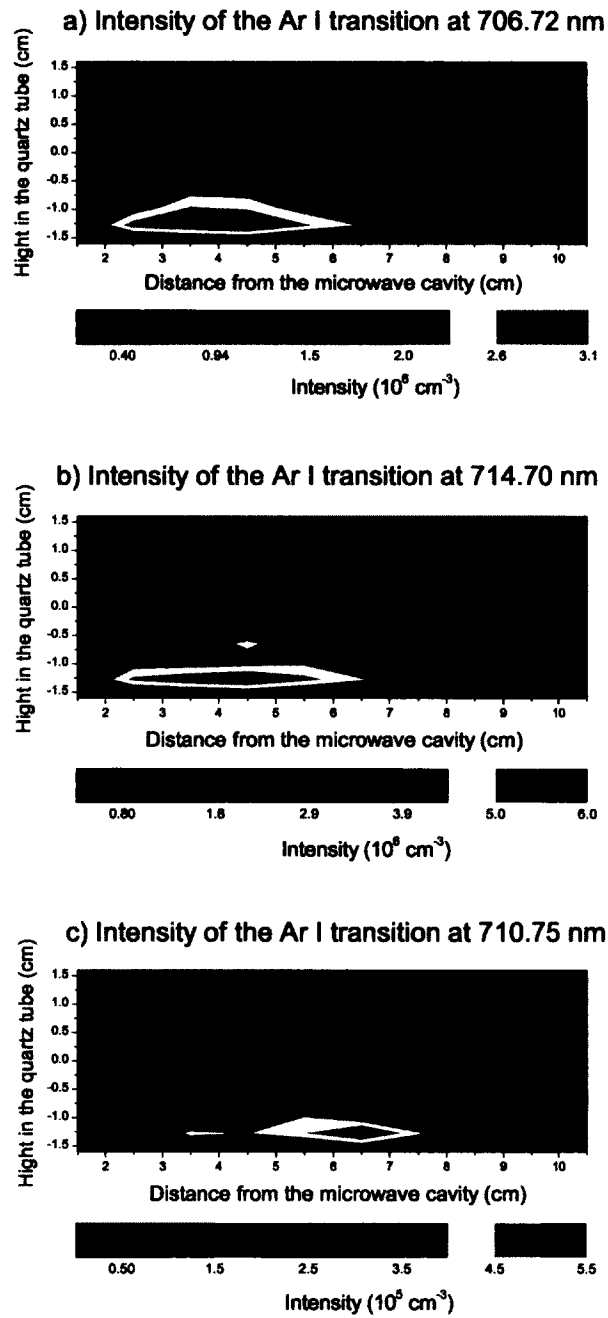 a) Intensity of the Ar I transition at 706.72 nm
Hight in the quartz tube (cm)
1.5
1.0
0.5
0.0
-0.5
-1.0
-1.5
2 3 4 5 6 7 8 9 10
Distance from the microwave cavity (cm)
0.40 0.94 1.5 2.0 2.6 3.1
Intensity (10⁶ cm⁻³)
b) Intensity of the Ar I transition at 714.70 nm
Hight in the quartz tube (cm)
1.5
1.0
0.5
0.0
-0.5
-1.0
-1.5
2 3 4 5 6 7 8 9 10
Distance from the microwave cavity (cm)
0.80 1.8 2.9 3.9 5.0 6.0
Intensity (10⁶ cm⁻³)
c) Intensity of the Ar I transition at 710.75 nm
Hight in the quartz tube (cm)
1.5
1.0
0.5
0.0
-0.5
-1.0
-1.5
2 3 4 5 6 7 8 9 10
Distance from the microwave cavity (cm)
0.50 1.5 2.5 3.5 4.5 5.5
Intensity (10⁵ cm⁻³)